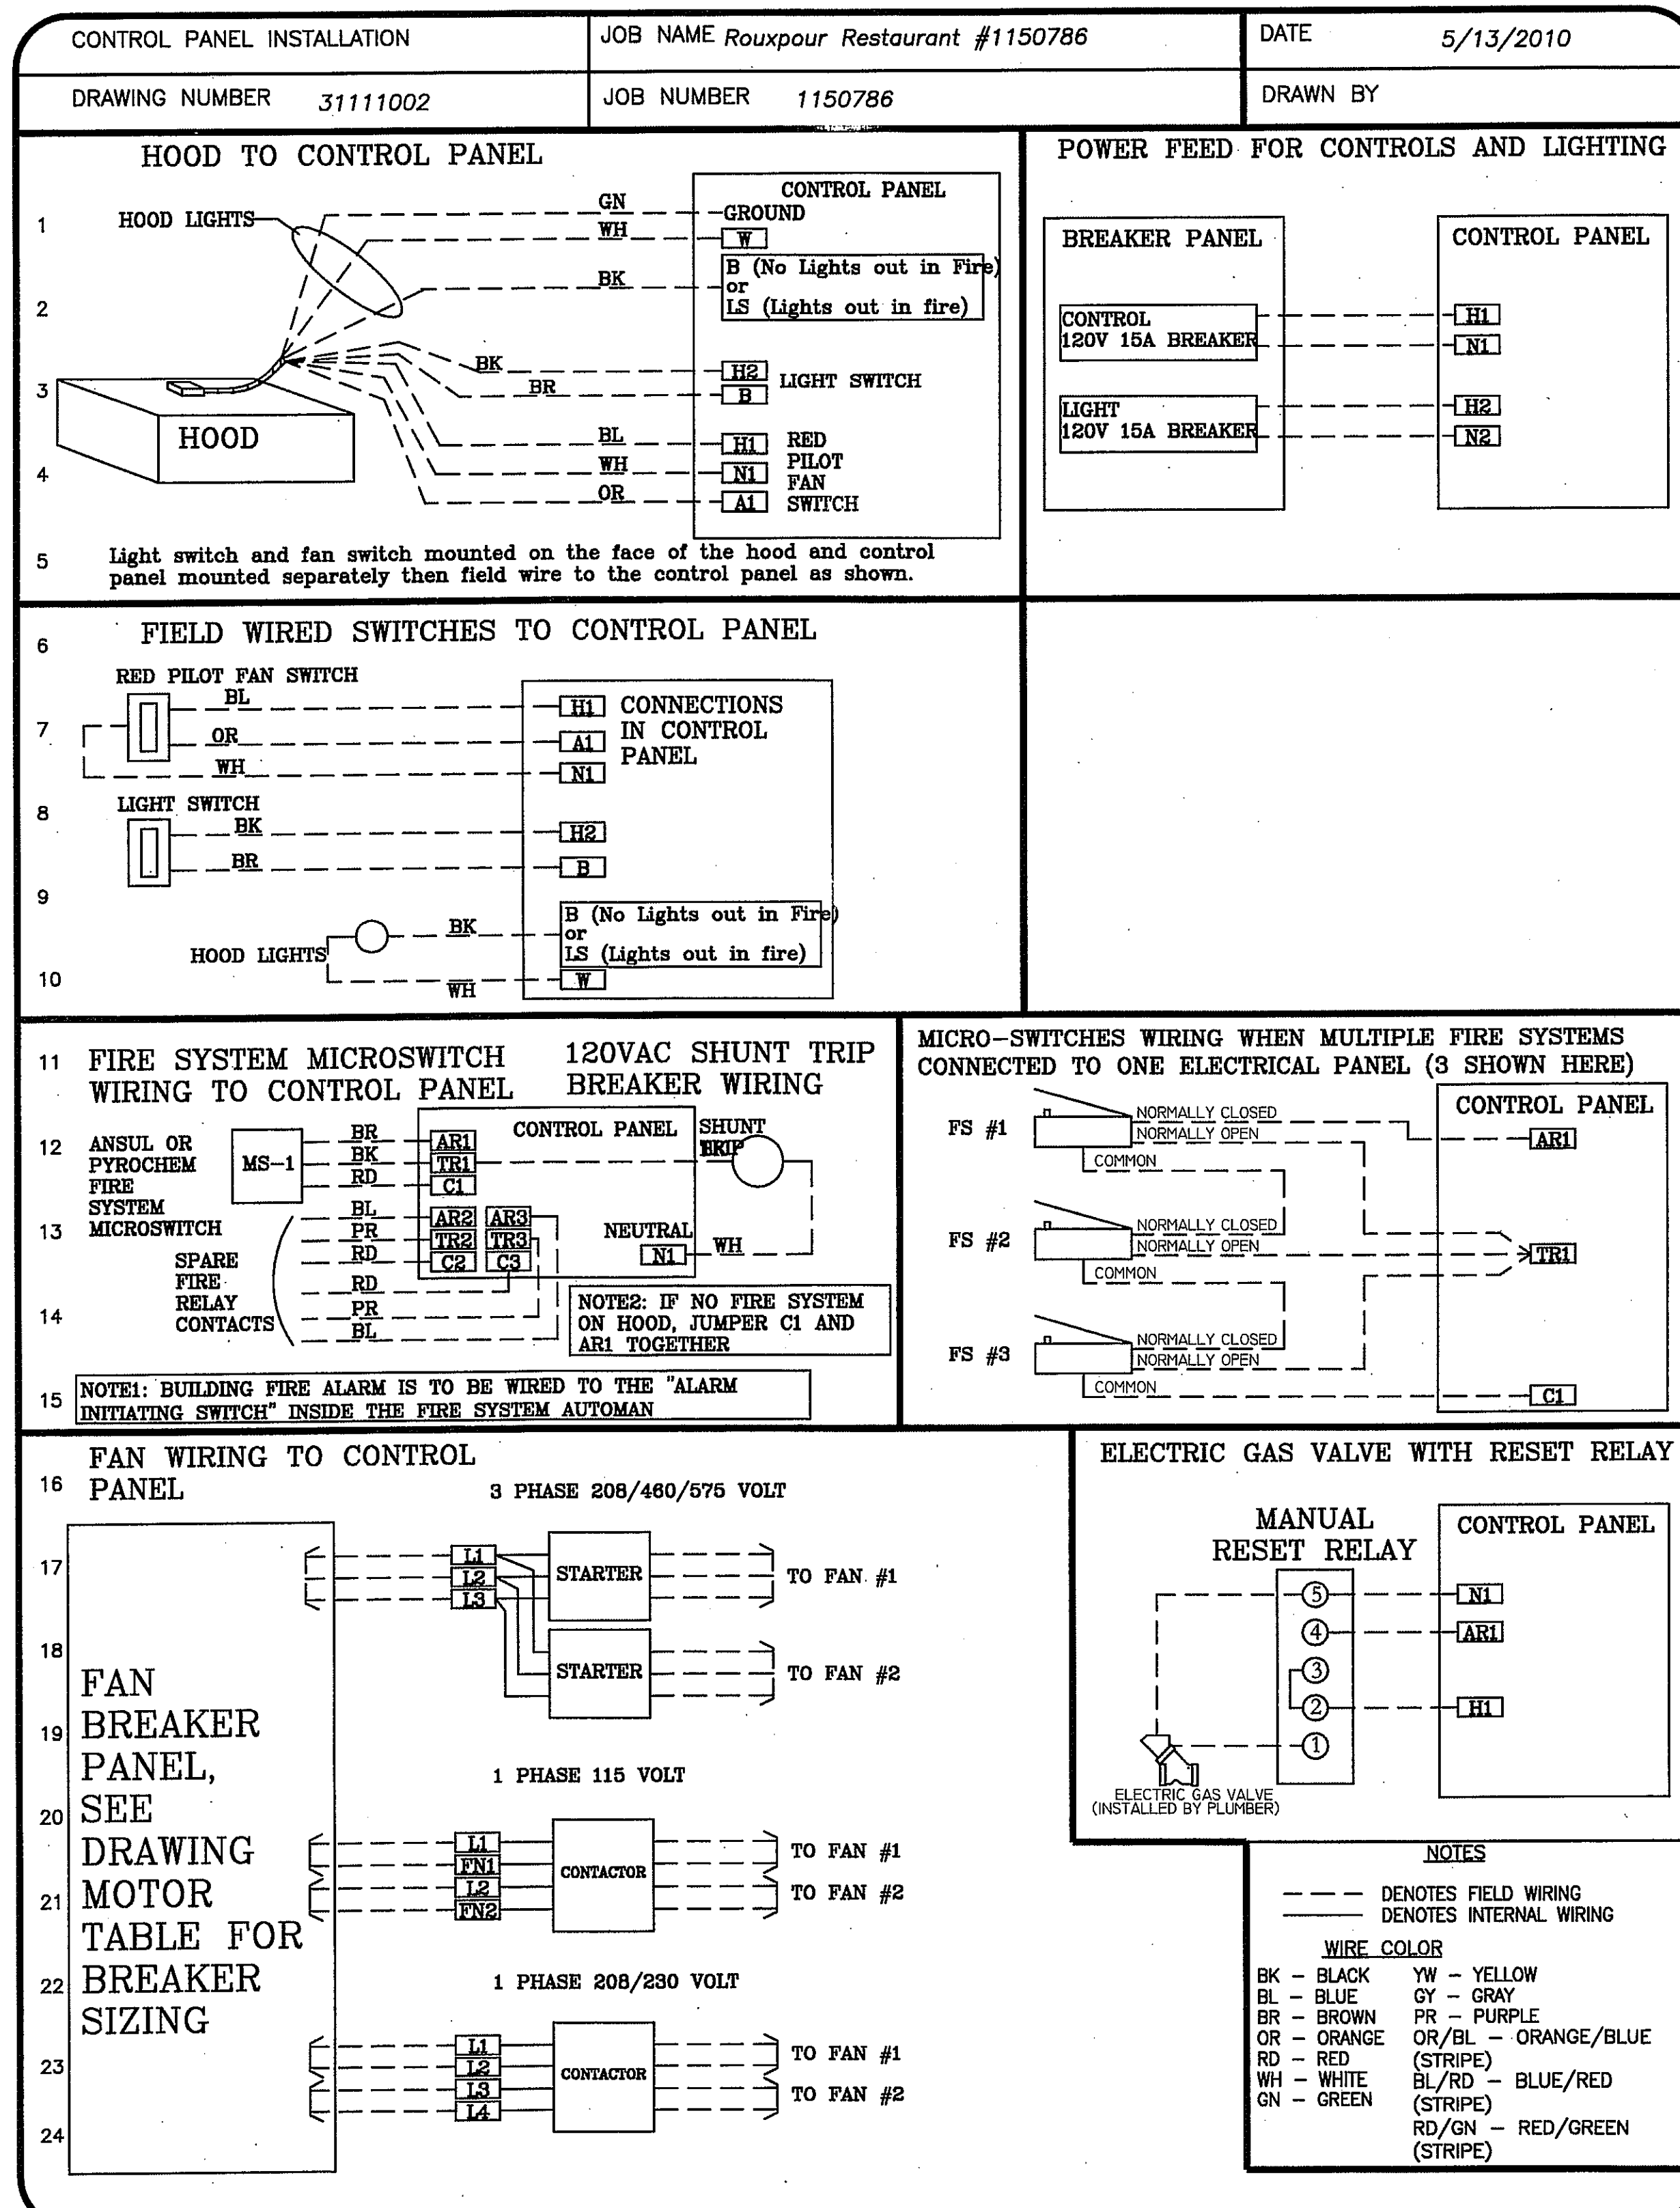 CONTROL PANEL INSTALLATION
JOB NAME Rouxpour Restaurant #1150786
DATE 5/13/2010
DRAWING NUMBER 31111002
JOB NUMBER 1150786
DRAWN BY
HOOD TO CONTROL PANEL
1
HOOD LIGHTS
GN
WH
BK
CONTROL PANEL
GROUND
W
B (No Lights out in Fire)
or
LS (Lights out in fire)
2
3
BK
BR
H2
B
LIGHT SWITCH
HOOD
BL
WH
OR
H1
N1
A1
RED
PILOT
FAN
SWITCH
4
5
Light switch and fan switch mounted on the face of the hood and control
panel mounted separately then field wire to the control panel as shown.
POWER FEED FOR CONTROLS AND LIGHTING
BREAKER PANEL
CONTROL PANEL
CONTROL
120V 15A BREAKER
H1
N1
LIGHT
120V 15A BREAKER
H2
N2
6
FIELD WIRED SWITCHES TO CONTROL PANEL
RED PILOT FAN SWITCH
7
BL
OR
WH
H1
A1
N1
CONNECTIONS
IN CONTROL
PANEL
8
LIGHT SWITCH
BK
BR
H2
B
9
HOOD LIGHTS
BK
WH
B (No Lights out in Fire)
or
LS (Lights out in fire)
W
10
11
FIRE SYSTEM MICROSWITCH
WIRING TO CONTROL PANEL
120VAC SHUNT TRIP
BREAKER WIRING
12
ANSUL OR
PYROCHEM
FIRE
SYSTEM
MICROSWITCH
MS-1
BR
BK
RD
AR1
TR1
C1
CONTROL PANEL
SHUNT
13
BL
PR
RD
AR2
TR2
C2
AR3
TR3
C3
NEUTRAL
N1
WH
SPARE
FIRE
RELAY
CONTACTS
RD
PR
BL
14
NOTE2: IF NO FIRE SYSTEM
ON HOOD, JUMPER C1 AND
AR1 TOGETHER
15
NOTE1: BUILDING FIRE ALARM IS TO BE WIRED TO THE "ALARM
INITIATING SWITCH" INSIDE THE FIRE SYSTEM AUTOMAN
MICRO-SWITCHES WIRING WHEN MULTIPLE FIRE SYSTEMS
CONNECTED TO ONE ELECTRICAL PANEL (3 SHOWN HERE)
CONTROL PANEL
FS #1
NORMALLY CLOSED
NORMALLY OPEN
COMMON
AR1
FS #2
NORMALLY CLOSED
NORMALLY OPEN
COMMON
TR1
FS #3
NORMALLY CLOSED
NORMALLY OPEN
COMMON
C1
16
FAN WIRING TO CONTROL
PANEL
3 PHASE 208/460/575 VOLT
17
L1
L2
L3
STARTER
TO FAN #1
18
STARTER
TO FAN #2
19
FAN
BREAKER
PANEL,
SEE
DRAWING
MOTOR
TABLE FOR
BREAKER
SIZING
1 PHASE 115 VOLT
20
L1
FN1
L2
FN2
CONTACTOR
TO FAN #1
TO FAN #2
21
22
1 PHASE 208/230 VOLT
L1
L2
L3
L4
CONTACTOR
TO FAN #1
TO FAN #2
23
24
ELECTRIC GAS VALVE WITH RESET RELAY
MANUAL
RESET RELAY
CONTROL PANEL
5
N1
4
AR1
3
2
H1
1
ELECTRIC GAS VALVE
(INSTALLED BY PLUMBER)
NOTES
DENOTES FIELD WIRING
DENOTES INTERNAL WIRING
WIRE COLOR
BK – BLACK
BL – BLUE
BR – BROWN
OR – ORANGE
RD – RED
WH – WHITE
GN – GREEN
YW – YELLOW
GY – GRAY
PR – PURPLE
OR/BL – ORANGE/BLUE
(STRIPE)
BL/RD – BLUE/RED
(STRIPE)
RD/GN – RED/GREEN
(STRIPE)